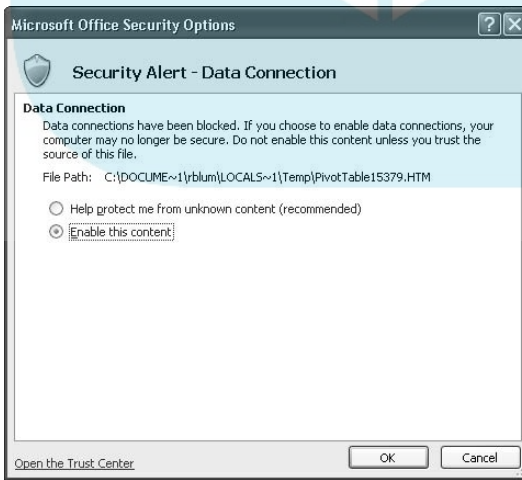 Microsoft Office Security Options
Security Alert - Data Connection
Data Connection
Data connections have been blocked. If you choose to enable data connections, your
computer may no longer be secure. Do not enable this content unless you trust the
source of this file.
File Path: C:\DOCUME~1\rblum\LOCALS~1\Temp\PivotTable15379.HTM
Help protect me from unknown content (recommended)
Enable this content
Open the Trust Center
OK
Cancel